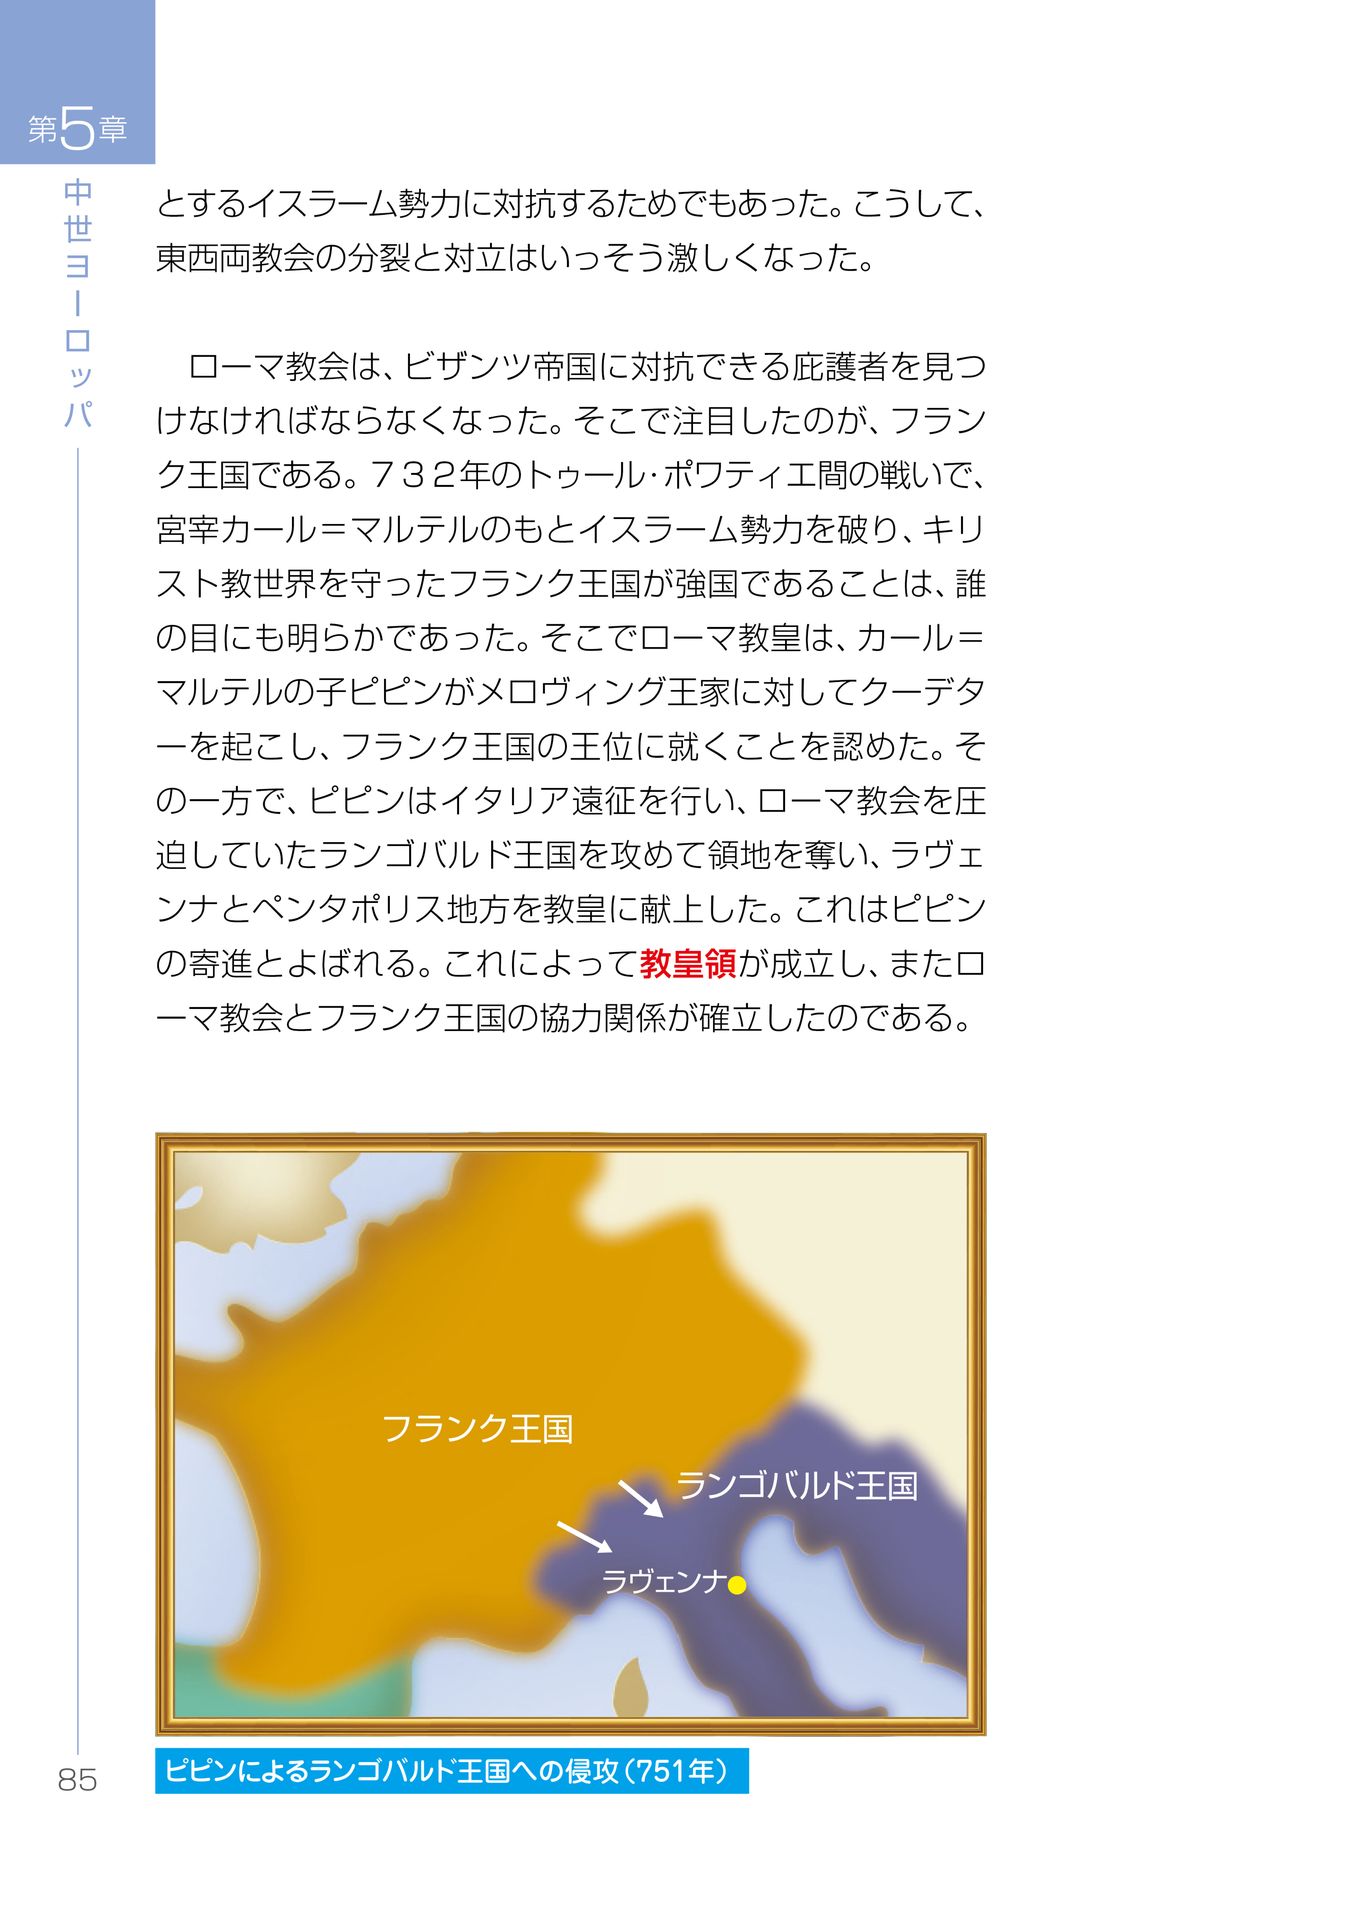 第5章
中世ヨーロッパ
とするイスラーム勢力に対抗するためでもあった。こうして、
東西両教会の分裂と対立はいっそう激しくなった。
　ローマ教会は、ビザンツ帝国に対抗できる庇護者を見つ
けなければならなくなった。そこで注目したのが、フラン
ク王国である。７３２年のトゥール・ポワティエ間の戦いで、
宮宰カール＝マルテルのもとイスラーム勢力を破り、キリ
スト教世界を守ったフランク王国が強国であることは、誰
の目にも明らかであった。そこでローマ教皇は、カール＝
マルテルの子ピピンがメロヴィング王家に対してクーデタ
ーを起こし、フランク王国の王位に就くことを認めた。そ
の一方で、ピピンはイタリア遠征を行い、ローマ教会を圧
迫していたランゴバルド王国を攻めて領地を奪い、ラヴェ
ンナとペンタポリス地方を教皇に献上した。これはピピン
の寄進とよばれる。これによって教皇領が成立し、またロ
ーマ教会とフランク王国の協力関係が確立したのである。
フランク王国
ランゴバルド王国
ラヴェンナ
ピピンによるランゴバルド王国への侵攻（751年）
85